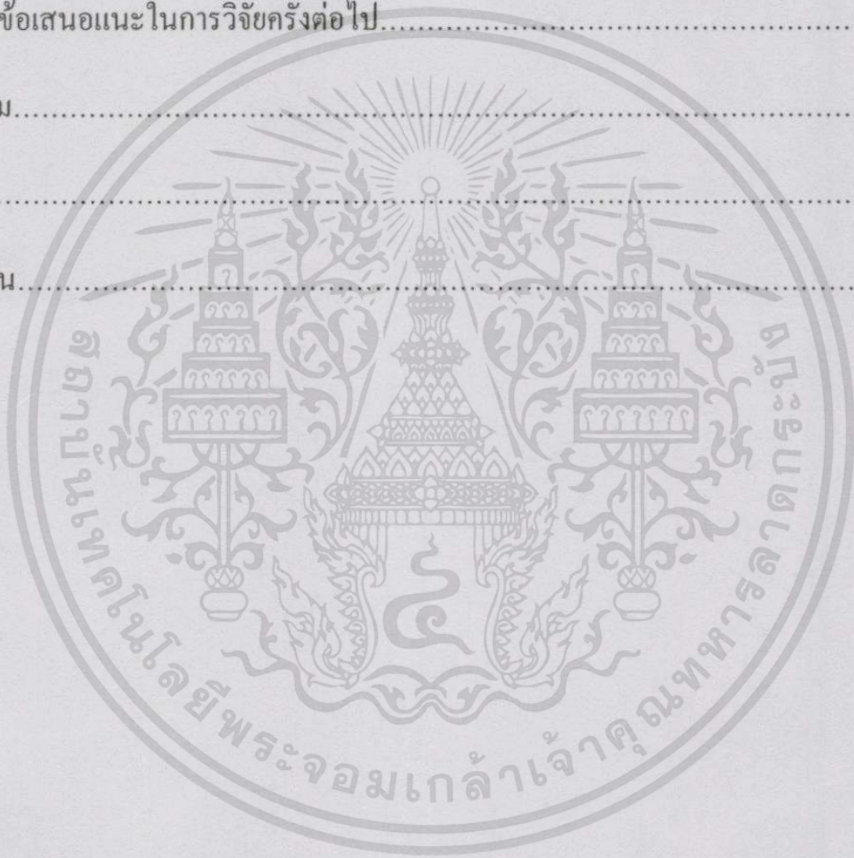 ข้อเสนอแนะในการวิจัยครั้งต่อไป................................................................
ม................................................................
................................................................
น................................................................
สถาบันเทคโนโลยีพระจอมเกล้าเจ้าคุณทหารลาดกระบัง
๔